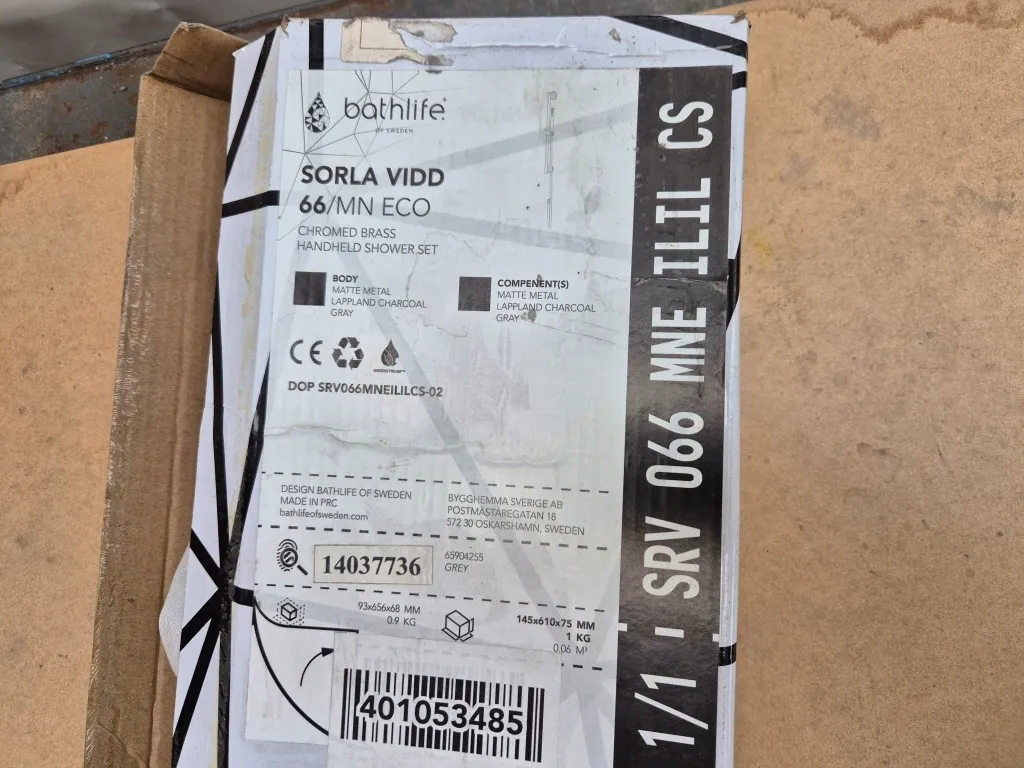 bathlife
OF SWEDEN
SORLA VIDD
66/MN ECO
CHROMED BRASS
HANDHELD SHOWER SET
BODY
MATTE METAL
LAPPLAND CHARCOAL
GRAY
COMPENENT(S)
MATTE METAL
LAPPLAND CHARCOAL
GRAY
CE
GREENSTREAM™
DOP SRV066MNEILILCS-02
DESIGN BATHLIFE OF SWEDEN
MADE IN PRC
bathlifeofsweden.com
BYGGHEMMA SVERIGE AB
POSTMÄSTAREGATAN 18
572 30 OSKARSHAMN, SWEDEN
14037736
65904255
GREY
93x656x68 MM
0.9 KG
145x610x75 MM
1 KG
0.06 M³
401053485
1/1 - SRV 066 MNE ILIL CS